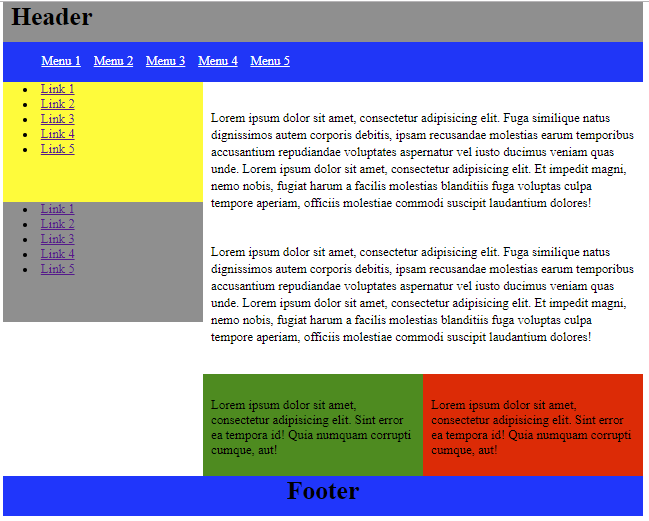 Header
Menu 1 Menu 2 Menu 3 Menu 4 Menu 5
Link 1
Link 2
Link 3
Link 4
Link 5
Link 1
Link 2
Link 3
Link 4
Link 5
Lorem ipsum dolor sit amet, consectetur adipisicing elit. Fuga similique natus
dignissimos autem corporis debitis, ipsam recusandae molestias earum temporibus
accusantium repudiandae voluptates aspernatur vel iusto ducimus veniam quas
unde. Lorem ipsum dolor sit amet, consectetur adipisicing elit. Et impedit magni,
nemo nobis, fugiat harum a facilis molestias blanditiis fuga voluptas culpa
tempore aperiam, officiis molestiae commodi suscipit laudantium dolores!
Lorem ipsum dolor sit amet, consectetur adipisicing elit. Fuga similique natus
dignissimos autem corporis debitis, ipsam recusandae molestias earum temporibus
accusantium repudiandae voluptates aspernatur vel iusto ducimus veniam quas
unde. Lorem ipsum dolor sit amet, consectetur adipisicing elit. Et impedit magni,
nemo nobis, fugiat harum a facilis molestias blanditiis fuga voluptas culpa
tempore aperiam, officiis molestiae commodi suscipit laudantium dolores!
Lorem ipsum dolor sit amet,
consectetur adipisicing elit. Sint error
ea tempora id! Quia numquam corrupti
cumque, aut!
Lorem ipsum dolor sit amet,
consectetur adipisicing elit. Sint error
ea tempora id! Quia numquam corrupti
cumque, aut!
Footer